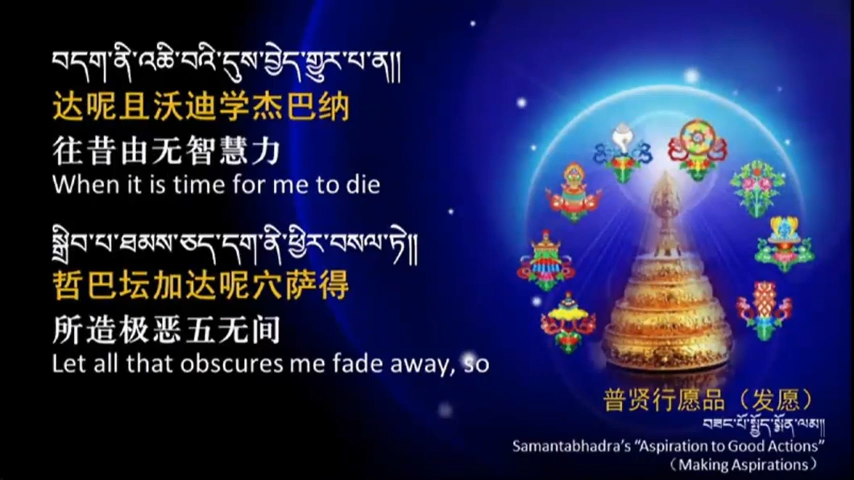 བདག་ནི་འཆི་བའི་དུས་བྱེད་གྱུར་པ་ན།།
达呢且沃迪学杰巴纳
往昔由无智慧力
When it is time for me to die
སྒྲིབ་པ་ཐམས་ཅད་དག་ནི་ཕྱིར་བསལ་ཏེ།།
哲巴坛加达呢穴萨得
所造极恶五无间
Let all that obscures me fade away, so
普贤行愿品（发愿）
བཟང་པོ་སྤྱོད་སྨོན་ལམ།།
Samantabhadra's “Aspiration to Good Actions”
（Making Aspirations）